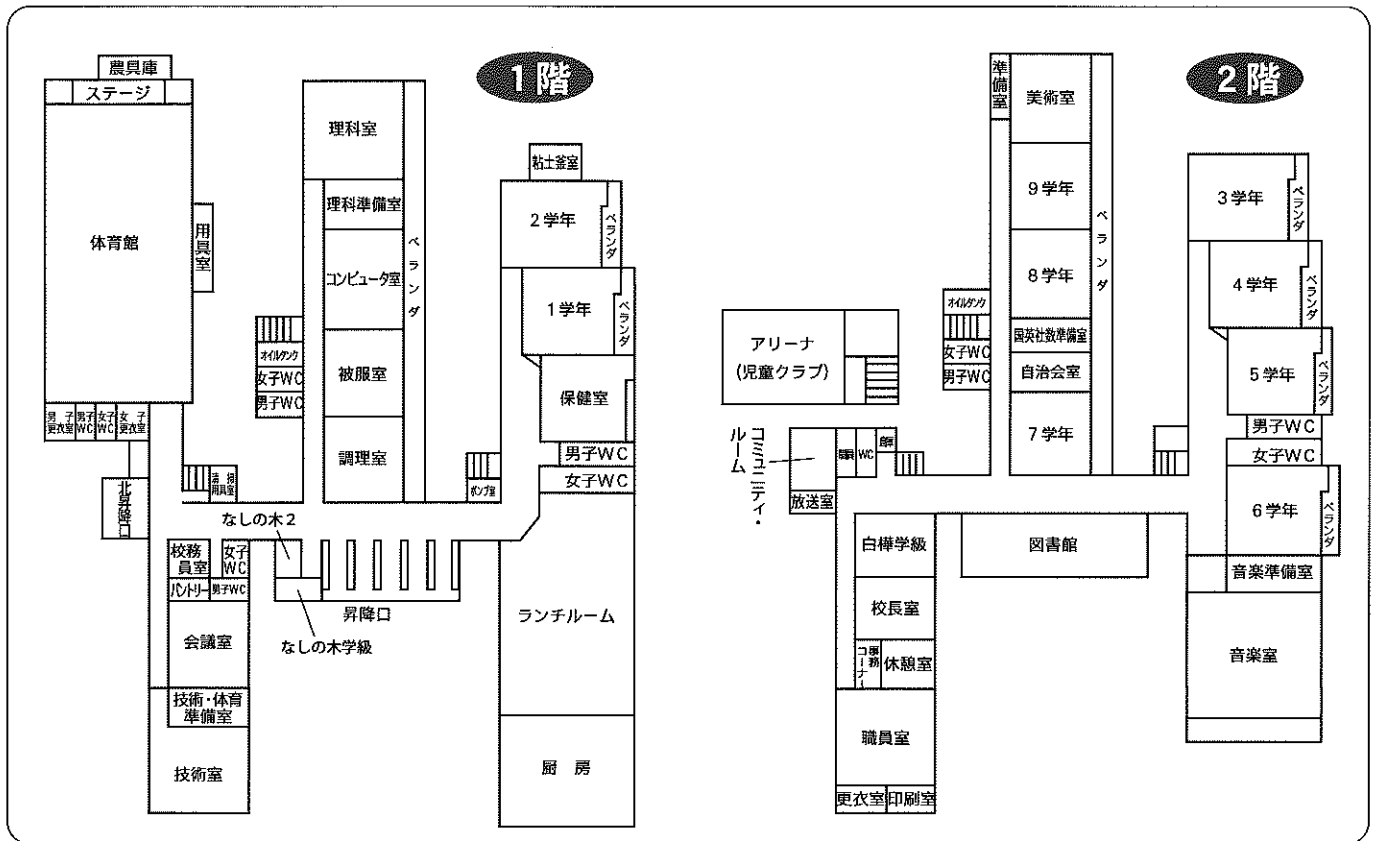 1階
農具庫
ステージ
体育館
用具室
男子更衣室
男子WC
女子WC
女子更衣室
北昇降口
清掃用具室
理科室
理科準備室
コンピュータ室
被服室
調理室
ベランダ
オイルタンク
女子WC
男子WC
粘土釜室
2学年
ベランダ
1学年
ベランダ
保健室
男子WC
女子WC
ポンプ室
なしの木2
校務員室
女子WC
パントリー
男子WC
会議室
技術・体育準備室
技術室
昇降口
なしの木学級
ランチルーム
厨房
2階
準備室
美術室
9学年
8学年
国英社数準備室
自治会室
7学年
ベランダ
オイルタンク
女子WC
男子WC
アリーナ
(児童クラブ)
コミュニティ・ルーム
WC
放送室
3学年
ベランダ
4学年
ベランダ
5学年
ベランダ
男子WC
女子WC
6学年
ベランダ
音楽準備室
音楽室
白樺学級
図書館
校長室
事務コーナー
休憩室
職員室
更衣室
印刷室